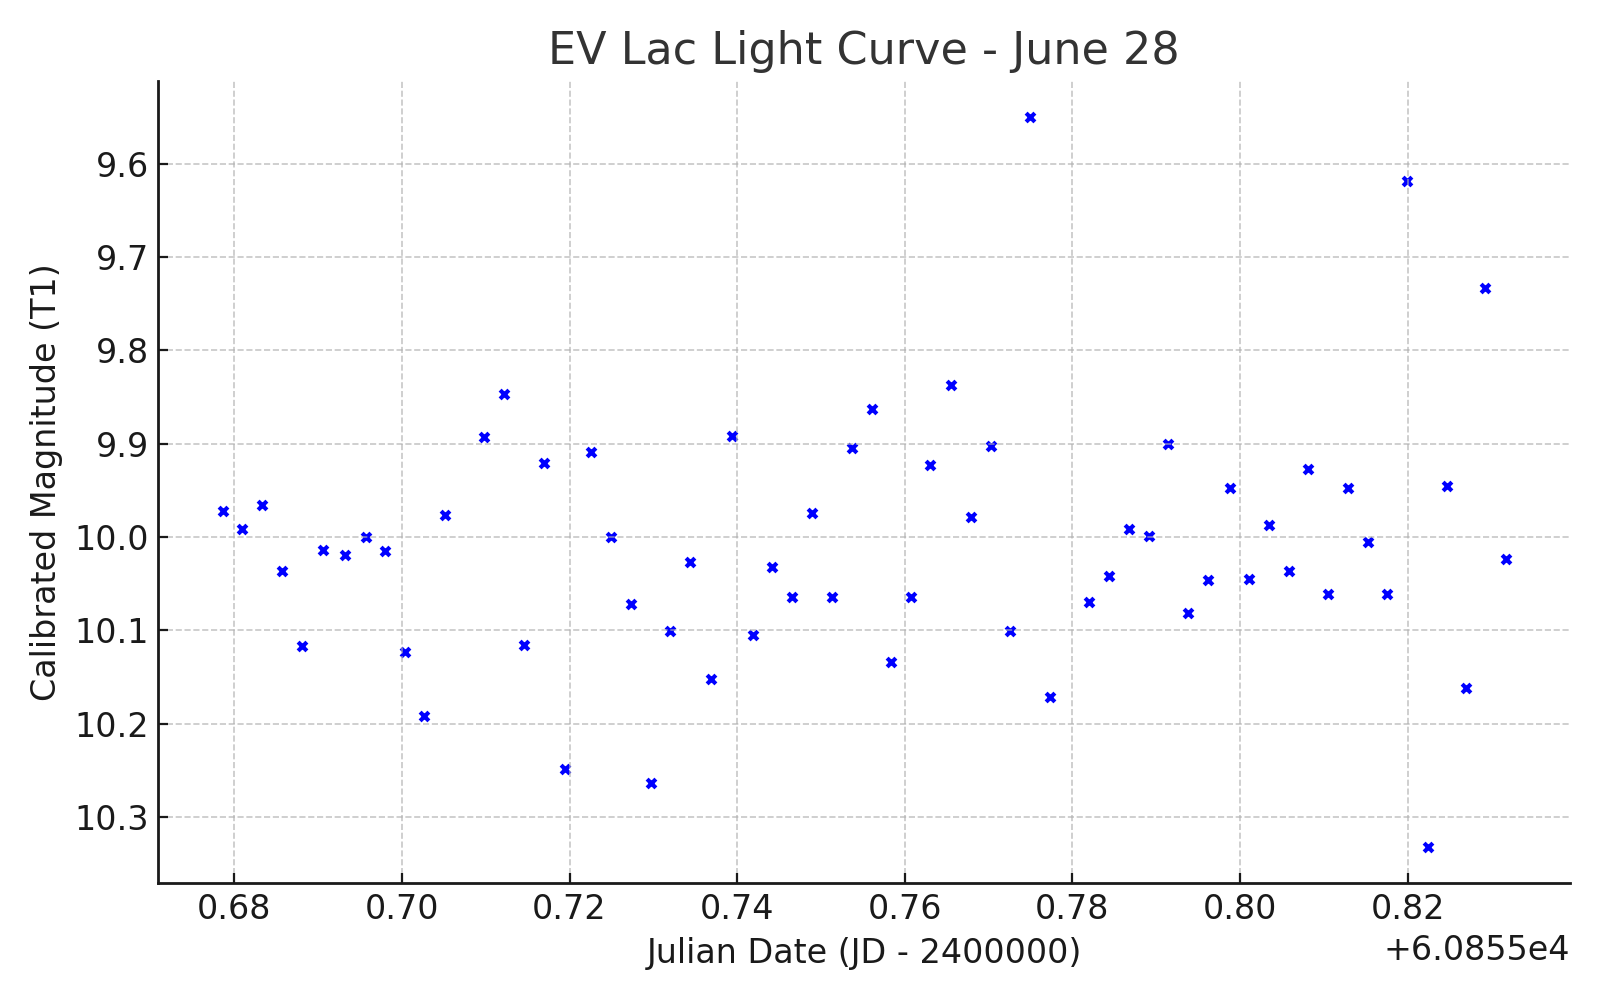 EV Lac Light Curve - June 28
Calibrated Magnitude (T1)
9.6
9.7
9.8
9.9
10.0
10.1
10.2
10.3
0.68 0.70 0.72 0.74 0.76 0.78 0.80 0.82
Julian Date (JD - 2400000)
+6.0855e4